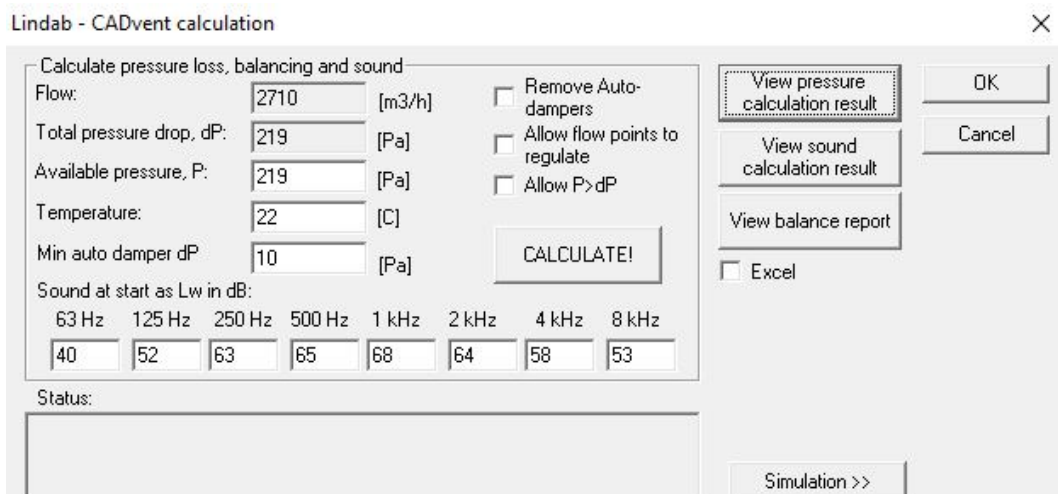 Lindab - CADvent calculation
Calculate pressure loss, balancing and sound
Flow:
2710
[m3/h]
Total pressure drop, dP:
219
[Pa]
Available pressure, P:
219
[Pa]
Temperature:
22
[C]
Min auto damper dP
10
[Pa]
Remove Auto-
dampers
Allow flow points to
regulate
Allow P>dP
CALCULATE!
Sound at start as Lw in dB:
63 Hz 125 Hz 250 Hz 500 Hz 1 kHz 2 kHz 4 kHz 8 kHz
40 52 63 65 68 64 58 53
Status:
View pressure
calculation result
View sound
calculation result
View balance report
Excel
OK
Cancel
Simulation >>